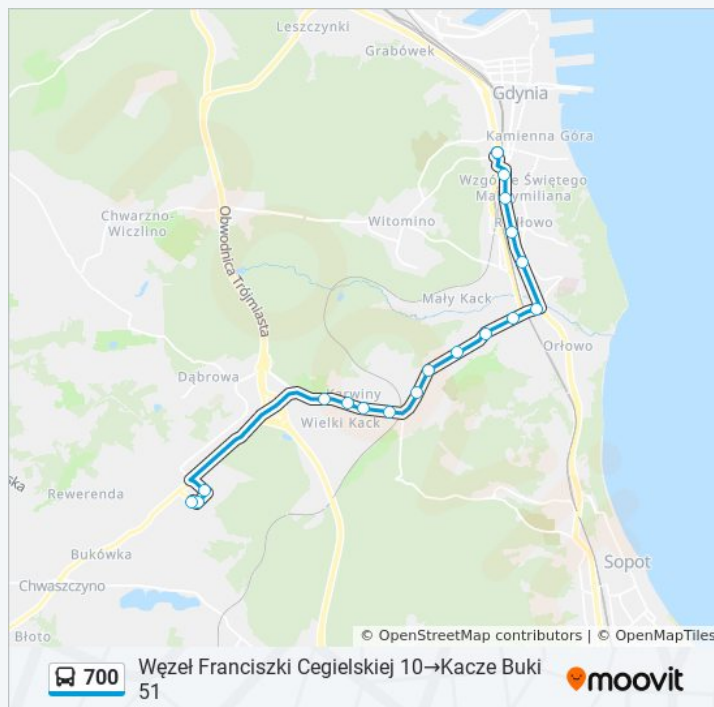 Leszczynki
Grabówek
Gdynia
Kamienna Góra
Wzgórze Świętego
Maksymiliana
Redłowo
Chwarzno-
Wiczlino
Witomino
Obwodnica Trójmiasta
Mały Kack
Orłowo
Dąbrowa
Karwiny
Wielki Kack
Rewerenda
Bukówka
Sopot
Chwaszczyno
Błoto
© OpenStreetMap contributors | © OpenMapTiles
700
Węzeł Franciszki Cegielskiej 10→Kacze Buki
51
moovit